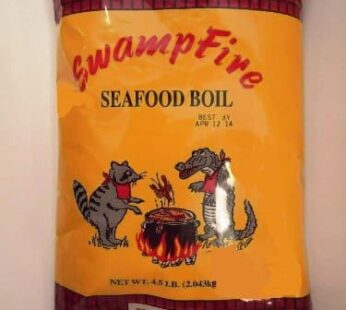 SwampFire
SEAFOOD BOIL
BEST BY
APR 12 14
NET WT. 4.5 LB. (2.043kg